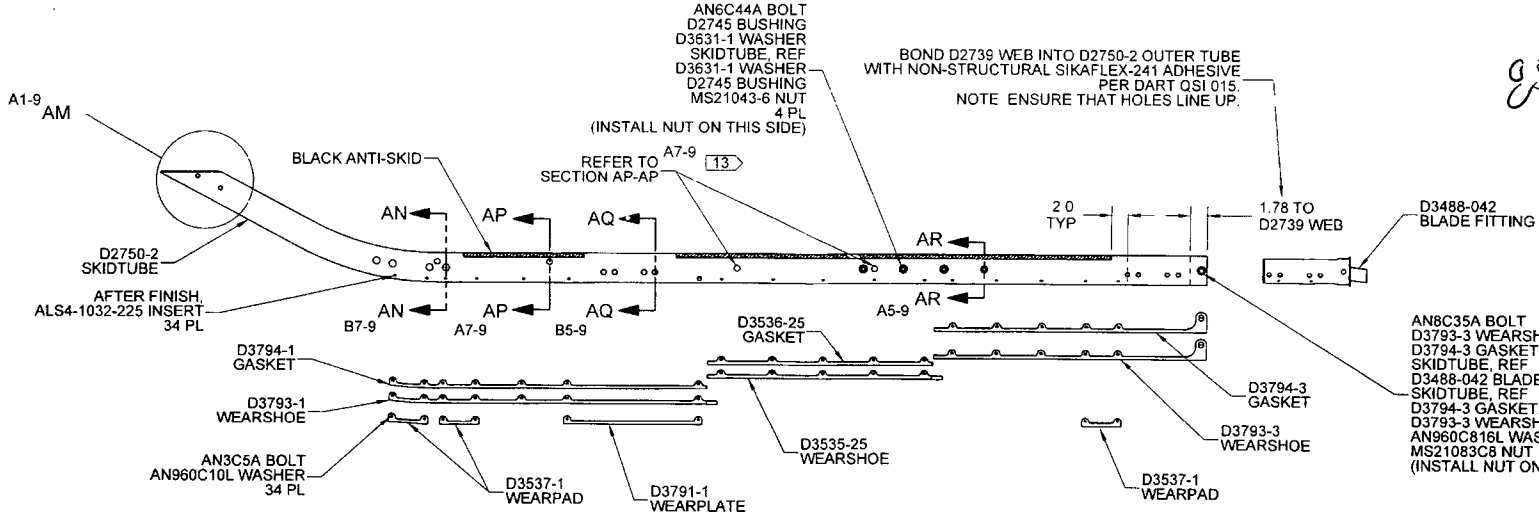 AN6C44A BOLT
D2745 BUSHING
D3631-1 WASHER
SKIDTUBE, REF
D3631-1 WASHER
D2745 BUSHING
MS21043-6 NUT
4 PL
(INSTALL NUT ON THIS SIDE)
BOND D2739 WEB INTO D2750-2 OUTER TUBE
WITH NON-STRUCTURAL SIKAFLEX-241 ADHESIVE
PER DART QSI 015.
NOTE ENSURE THAT HOLES LINE UP.
A1-9
AM
BLACK ANTI-SKID
REFER TO
SECTION AP-AP
A7-9
13
AN
AP
AQ
AR
2 0
TYP
1.78 TO
D2739 WEB
D3488-042
BLADE FITTING
D2750-2
SKIDTUBE
AFTER FINISH,
ALS4-1032-225 INSERT
34 PL
AN
AP
AQ
AR
B7-9
A7-9
B5-9
A5-9
D3794-1
GASKET
D3793-1
WEARSHOE
AN3C5A BOLT
AN960C10L WASHER
34 PL
D3537-1
WEARPAD
D3791-1
WEARPLATE
D3536-25
GASKET
D3535-25
WEARSHOE
D3794-3
GASKET
D3793-3
WEARSHOE
D3537-1
WEARPAD
AN8C35A BOLT
D3793-3 WEARSH
D3794-3 GASKET
SKIDTUBE, REF
D3488-042 BLADE
SKIDTUBE, REF
D3794-3 GASKET
D3793-3 WEARSH
AN960C816L WAS
MS21083C8 NUT
(INSTALL NUT ON